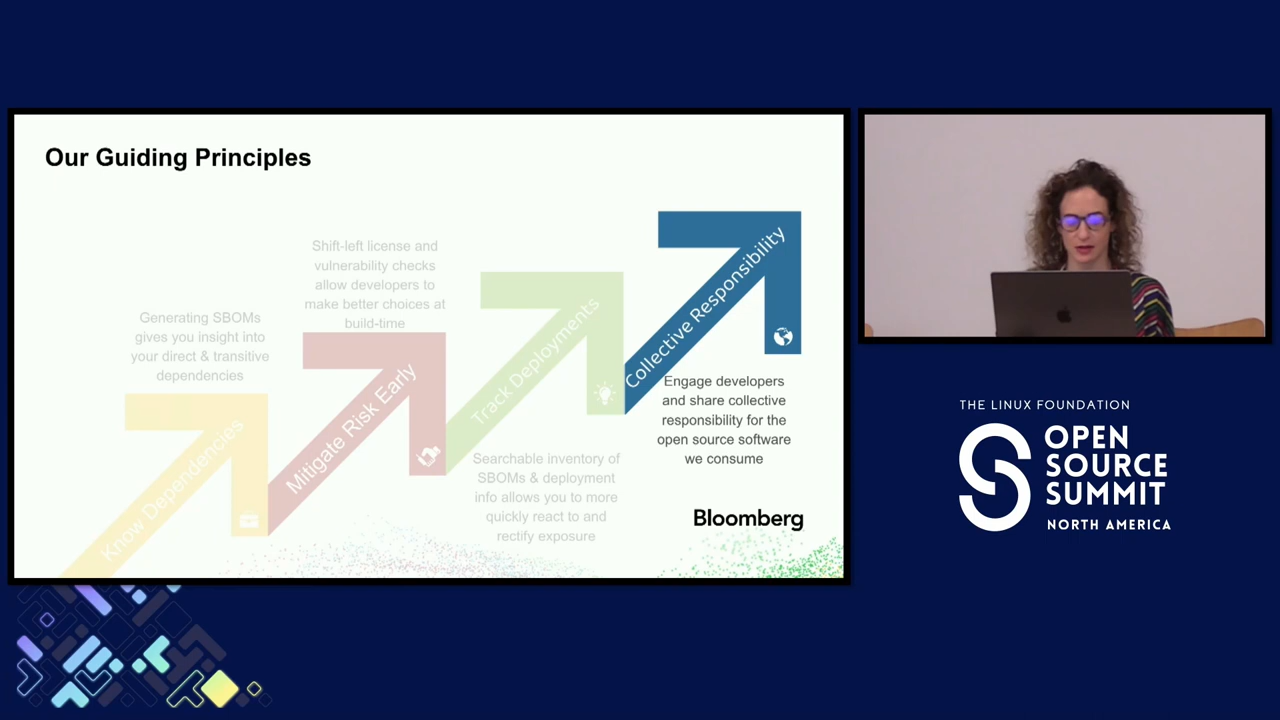 Our Guiding Principles
Generating SBOMs
gives you insight into
your direct & transitive
dependencies
Know Dependencies
Shift-left license and
vulnerability checks
allow developers to
make better choices at
build-time
Mitigate Risk Early
Track Deployments
Searchable inventory of
SBOMs & deployment
info allows you to more
quickly react to and
rectify exposure
Collective Responsibility
Engage developers
and share collective
responsibility for the
open source software
we consume
Bloomberg
THE LINUX FOUNDATION
OPEN
SOURCE
SUMMIT
NORTH AMERICA